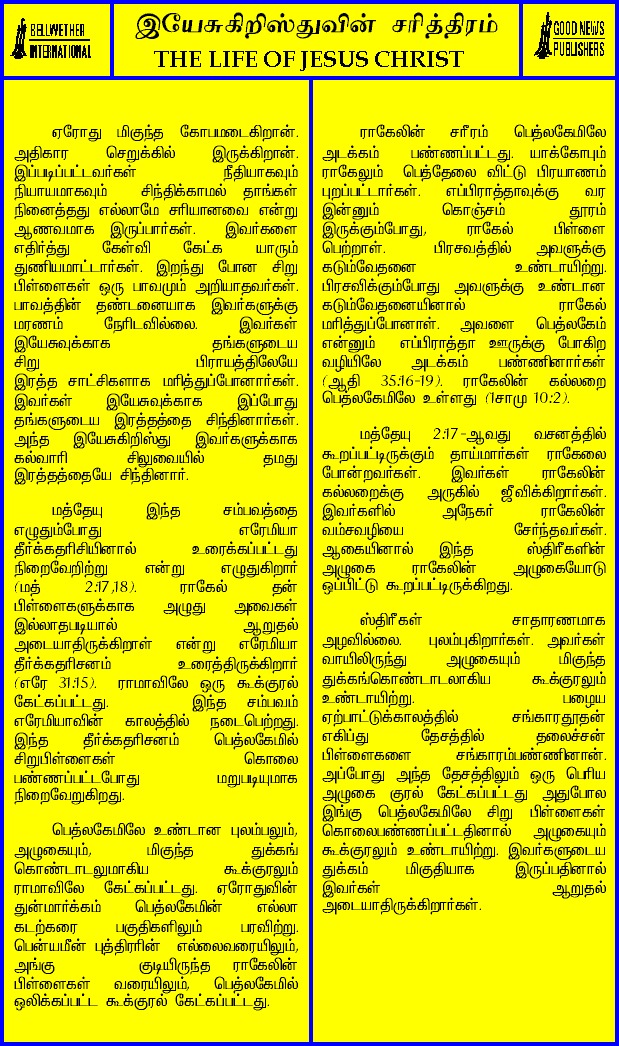 BELLWETHER
INTERNATIONAL
இயேசுகிறிஸ்துவின் சரித்திரம்
THE LIFE OF JESUS CHRIST
GOOD NEWS
PUBLISHERS
ஏரோது மிகுந்த கோபமடைகிறான்.
அதிகார செறுக்கில் இருக்கிறான்.
இப்படிப்பட்டவர்கள் நீதியாகவும்
நியாயமாகவும் சிந்திக்காமல் தாங்கள்
நினைத்தது எல்லாமே சரியானவை என்று
ஆணவமாக இருப்பார்கள். இவர்களை
எதிர்த்து கேள்வி கேட்க யாரும்
துணியமாட்டார்கள். இறந்து போன சிறு
பிள்ளைகள் ஒரு பாவமும் அறியாதவர்கள்.
பாவத்தின் தண்டனையாக இவர்களுக்கு
மரணம் நேரிடவில்லை. இவர்கள்
இயேசுவுக்காக தங்களுடைய
சிறு பிராயத்திலேயே
இரத்த சாட்சிகளாக மரித்துப்போனார்கள்.
இவர்கள் இயேசுவுக்காக இப்போது
தங்களுடைய இரத்தத்தை சிந்தினார்கள்.
அந்த இயேசுகிறிஸ்து இவர்களுக்காக
கல்வாரி சிலுவையில் தமது
இரத்தத்தையே சிந்தினார்.
மத்தேயு இந்த சம்பவத்தை
எழுதும்போது எரேமியா
தீர்க்கதரிசியினால் உரைக்கப்பட்டது
நிறைவேறிற்று என்று எழுதுகிறார்
(மத் 2:17,18). ராகேல் தன்
பிள்ளைகளுக்காக அழுது அவைகள்
இல்லாதபடியால் ஆறுதல்
அடையாதிருக்கிறாள் என்று எரேமியா
தீர்க்கதரிசனம் உரைத்திருக்கிறார்
(எரே 31:15). ராமாவிலே ஒரு கூக்குரல்
கேட்கப்பட்டது. இந்த சம்பவம்
எரேமியாவின் காலத்தில் நடைபெற்றது.
இந்த தீர்க்கதரிசனம் பெத்லகேமில்
சிறுபிள்ளைகள் கொலை
பண்ணப்பட்டபோது மறுபடியுமாக
நிறைவேறுகிறது.
பெத்லகேமிலே உண்டான புலம்பலும்,
அழுகையும், மிகுந்த துக்கங்
கொண்டாடலுமாகிய கூக்குரலும்
ராமாவிலே கேட்கப்பட்டது. ஏரோதுவின்
துன்மார்க்கம் பெத்லகேமின் எல்லா
கடற்கரை பகுதிகளிலும் பரவிற்று.
பென்யமீன் புத்திரரின் எல்லைவரையிலும்,
அங்கு குடியிருந்த ராகேலின்
பிள்ளைகள் வரையிலும், பெத்லகேமில்
ஒலிக்கப்பட்ட கூக்குரல் கேட்கப்பட்டது.
ராகேலின் சரீரம் பெத்லகேமிலே
அடக்கம் பண்ணப்பட்டது. யாக்கோபும்
ராகேலும் பெத்தேலை விட்டு பிரயாணம்
புறப்பட்டார்கள். எப்பிராத்தாவுக்கு வர
இன்னும் கொஞ்சம் தூரம்
இருக்கும்போது, ராகேல் பிள்ளை
பெற்றாள். பிரசவத்தில் அவளுக்கு
கடும்வேதனை உண்டாயிற்று.
பிரசவிக்கும்போது அவளுக்கு உண்டான
கடும்வேதனையினால் ராகேல்
மரித்துப்போனாள். அவளை பெத்லகேம்
என்னும் எப்பிராத்தா ஊருக்கு போகிற
வழியிலே அடக்கம் பண்ணினார்கள்
(ஆதி 35:16-19). ராகேலின் கல்லறை
பெத்லகேமிலே உள்ளது (1சாமு 10:2).
மத்தேயு 2:17-ஆவது வசனத்தில்
கூறப்பட்டிருக்கும் தாய்மார்கள் ராகேலை
போன்றவர்கள். இவர்கள் ராகேலின்
கல்லறைக்கு அருகில் ஜீவிக்கிறார்கள்.
இவர்களில் அநேகர் ராகேலின்
வம்சவழியை சேர்ந்தவர்கள்.
ஆகையினால் இந்த ஸ்திரீகளின்
அழுகை ராகேலின் அழுகையோடு
ஒப்பிட்டு கூறப்பட்டிருக்கிறது.
ஸ்திரீகள் சாதாரணமாக
அழவில்லை. புலம்புகிறார்கள். அவர்கள்
வாயிலிருந்து அழுகையும் மிகுந்த
துக்கங்கொண்டாடலாகிய கூக்குரலும்
உண்டாயிற்று. பழைய
ஏற்பாட்டுக்காலத்தில் சங்காரதூதன்
எகிப்து தேசத்தில் தலைச்சன்
பிள்ளைகளை சங்காரம்பண்ணினான்.
அப்போது அந்த தேசத்திலும் ஒரு பெரிய
அழுகை குரல் கேட்கப்பட்டது அதுபோல
இங்கு பெத்லகேமிலே சிறு பிள்ளைகள்
கொலைபண்ணப்பட்டதினால் அழுகையும்
கூக்குரலும் உண்டாயிற்று. இவர்களுடைய
துக்கம் மிகுதியாக இருப்பதினால்
இவர்கள் ஆறுதல்
அடையாதிருக்கிறார்கள்.